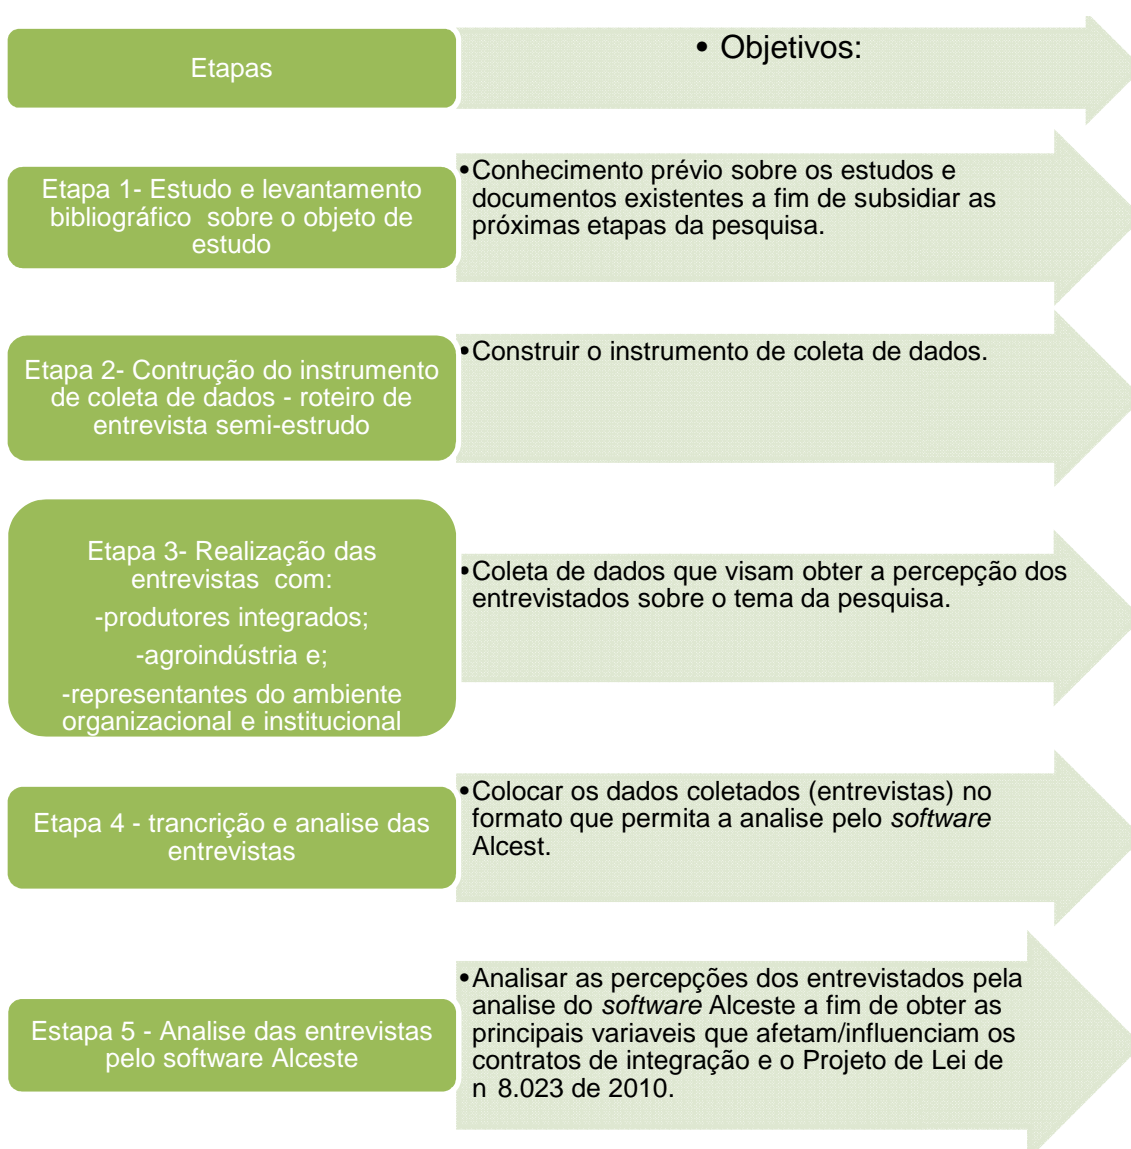 Etapas
• Objetivos:
Etapa 1- Estudo e levantamento
bibliográfico sobre o objeto de
estudo
•Conhecimento prévio sobre os estudos e
documentos existentes a fim de subsidiar as
próximas etapas da pesquisa.
Etapa 2- Contrução do instrumento
de coleta de dados - roteiro de
entrevista semi-estrudo
•Construir o instrumento de coleta de dados.
Etapa 3- Realização das
entrevistas com:
-produtores integrados;
-agroindústria e;
-representantes do ambiente
organizacional e institucional
•Coleta de dados que visam obter a percepção dos
entrevistados sobre o tema da pesquisa.
Etapa 4 - trancrição e analise das
entrevistas
•Colocar os dados coletados (entrevistas) no
formato que permita a analise pelo software
Alcest.
Estapa 5 - Analise das entrevistas
pelo software Alceste
•Analisar as percepções dos entrevistados pela
analise do software Alceste a fim de obter as
principais variaveis que afetam/influenciam os
contratos de integração e o Projeto de Lei de
n 8.023 de 2010.